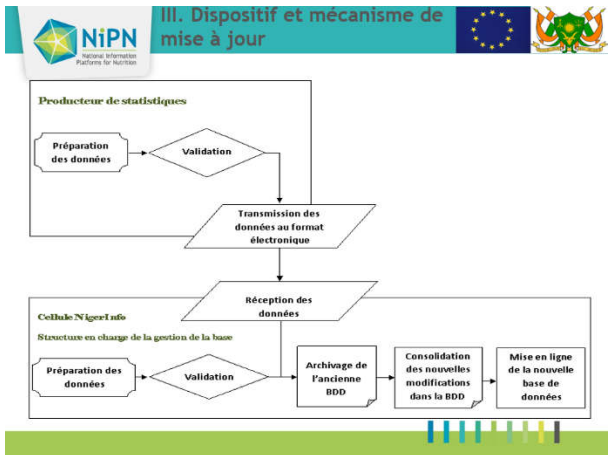 III. Dispositif et mécanisme de
mise à jour
NiPN
National Information
Platforms for Nutrition
Producteur de statistiques
Préparation
des données
Validation
Transmission des
données au format
électronique
Réception des
données
Cellule NigerInfo
Structure en charge de la gestion de la base
Préparation des
données
Validation
Archivage de
l'ancienne
BDD
Consolidation
des nouvelles
modifications
dans la BDD
Mise en ligne
de la nouvelle
base de
données